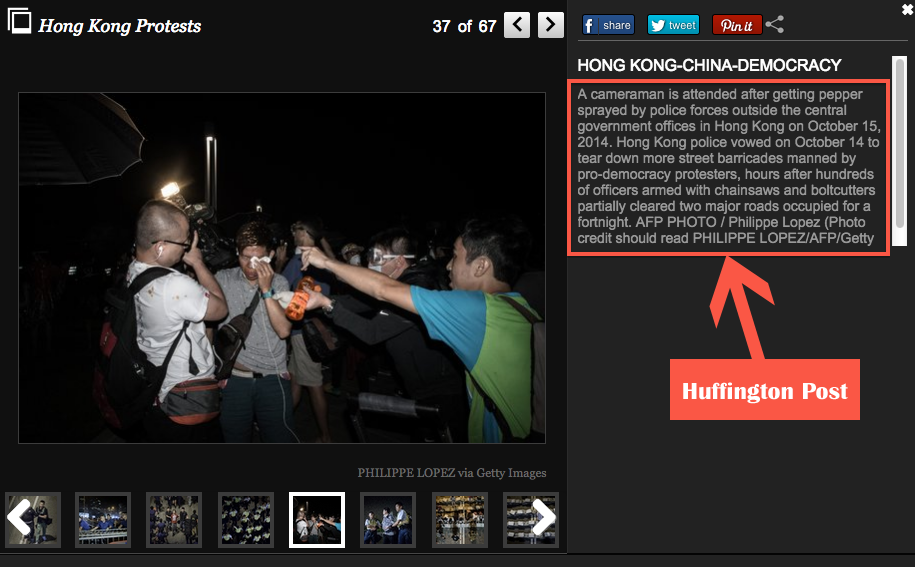 Hong Kong Protests
37 of 67
share
tweet
Pin it
HONG KONG-CHINA-DEMOCRACY
A cameraman is attended after getting pepper
sprayed by police forces outside the central
government offices in Hong Kong on October 15,
2014. Hong Kong police vowed on October 14 to
tear down more street barricades manned by
pro-democracy protesters, hours after hundreds
of officers armed with chainsaws and boltcutters
partially cleared two major roads occupied for a
fortnight. AFP PHOTO / Philippe Lopez (Photo
credit should read PHILIPPE LOPEZ/AFP/Getty
Huffington Post
PHILIPPE LOPEZ via Getty Images